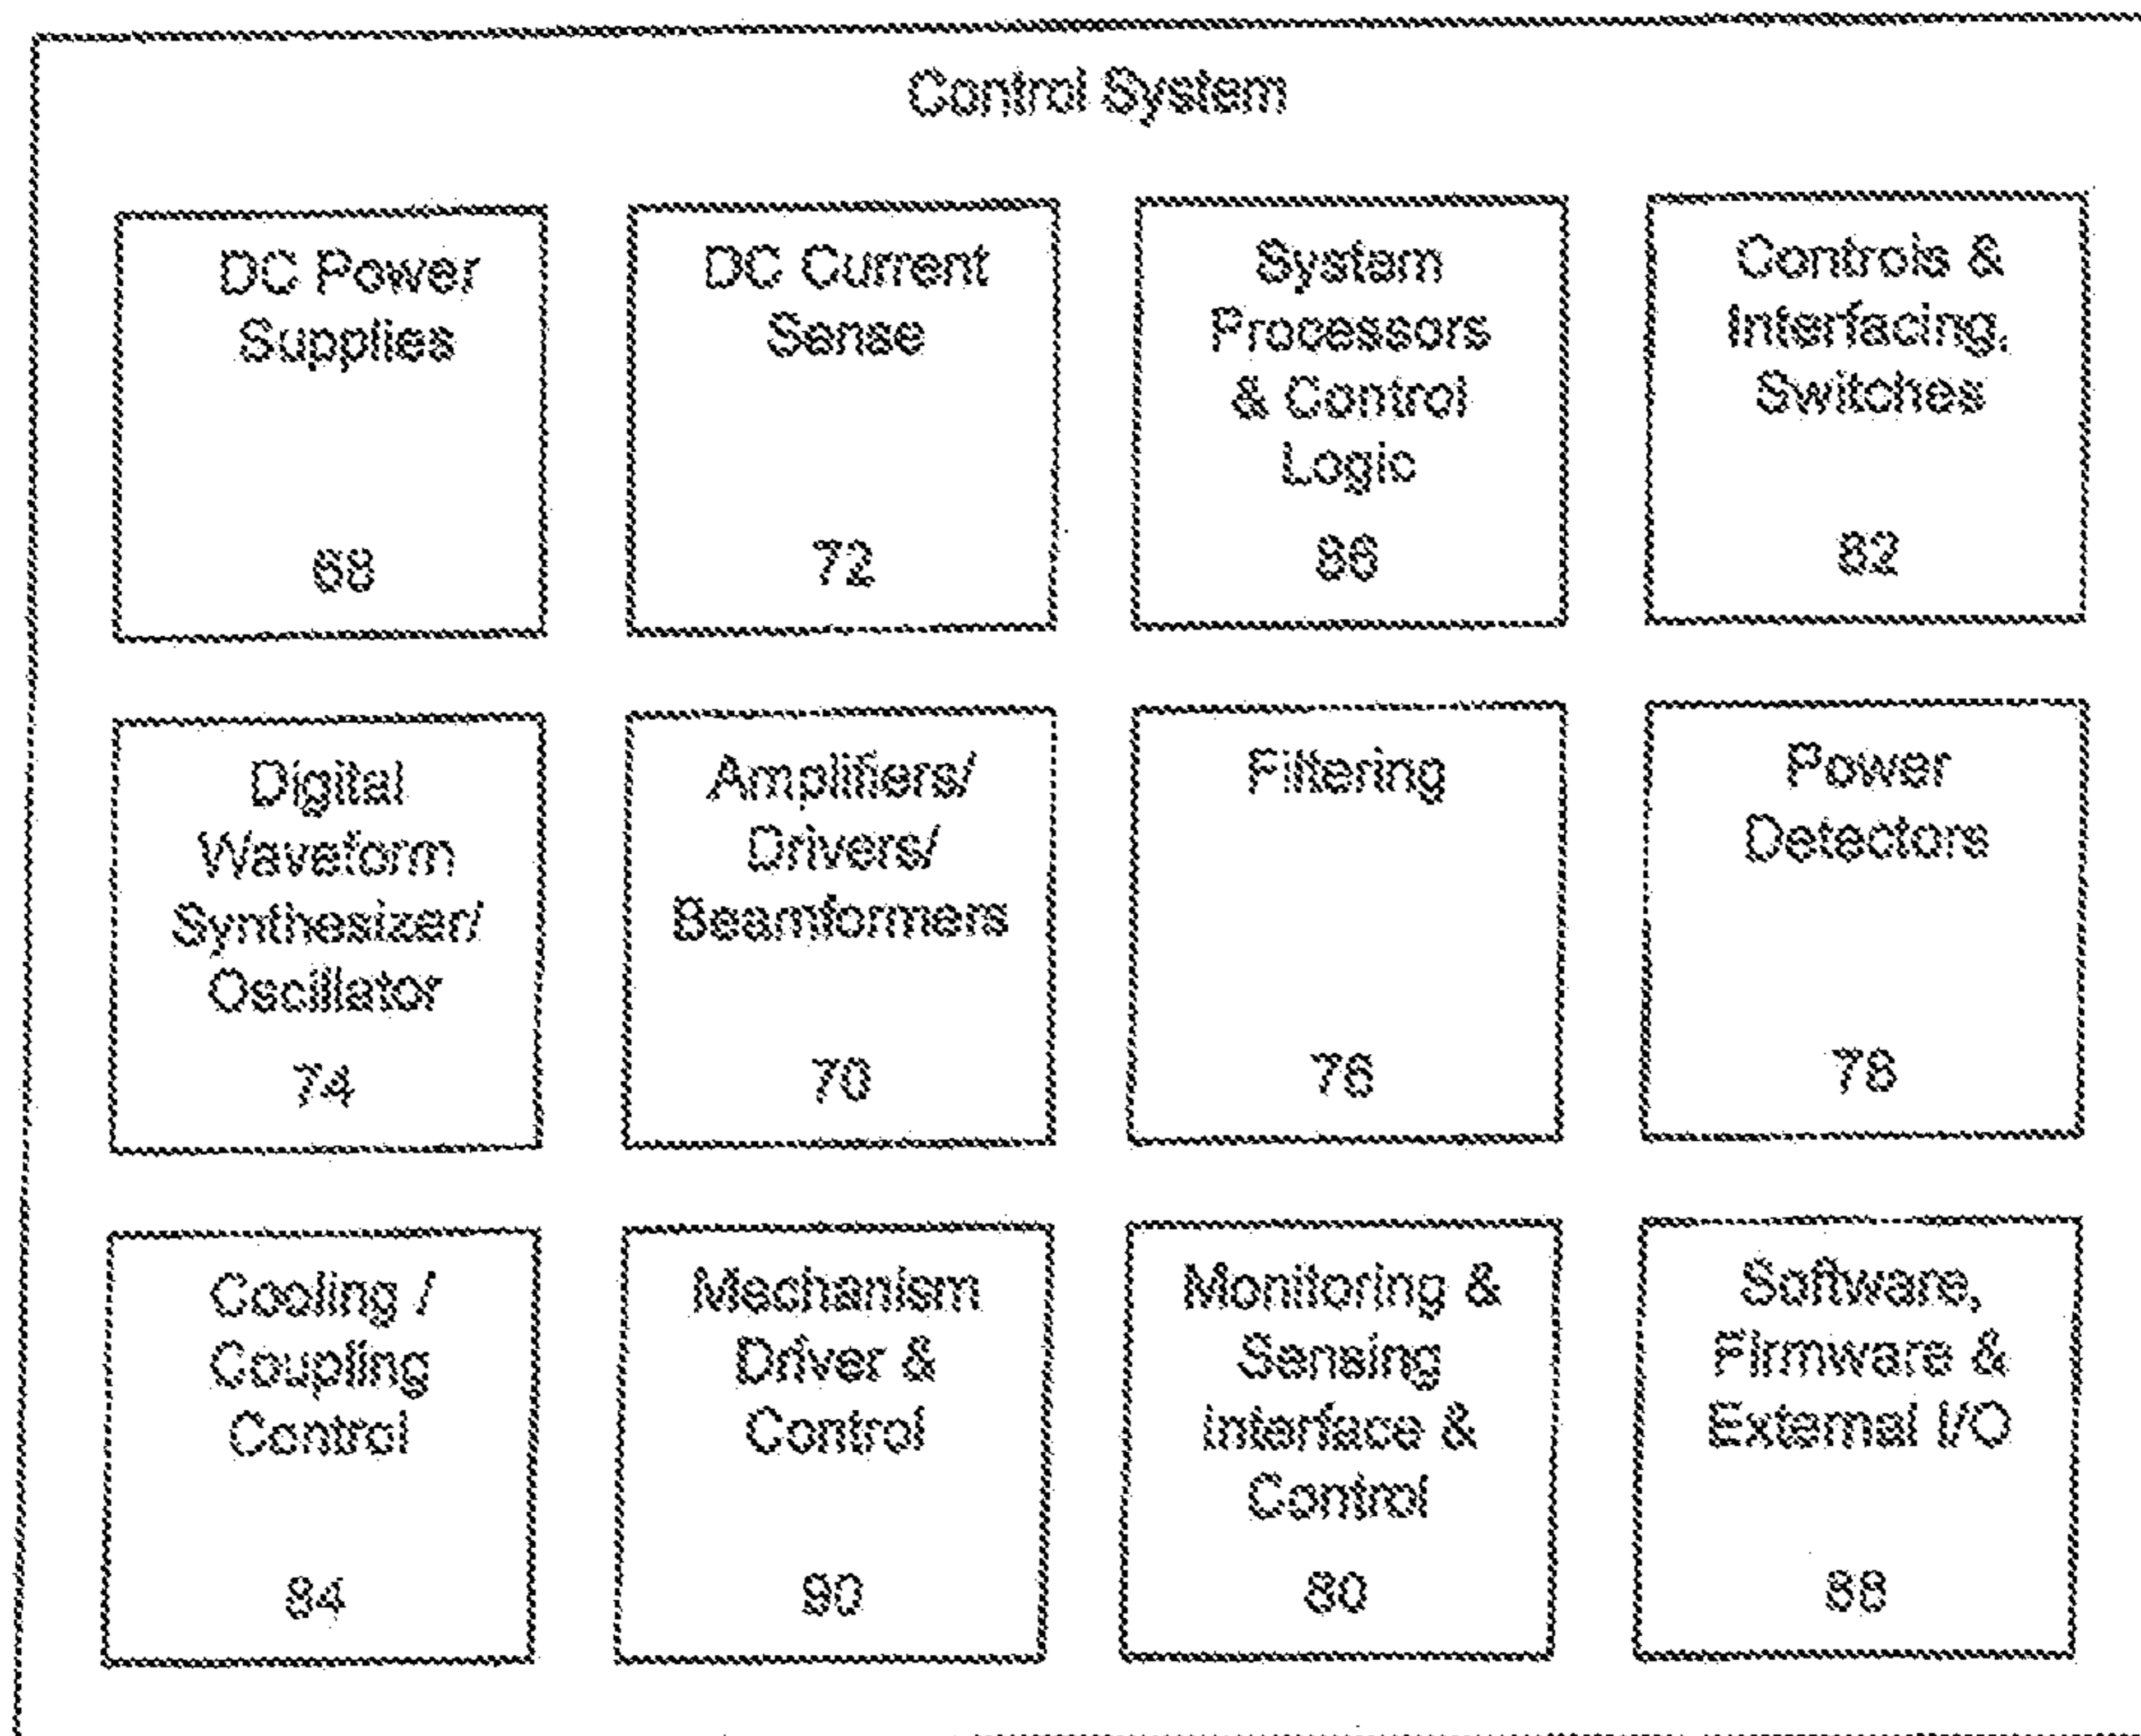 Control System
DC Power
Supplies
68
DC Current
Sense
72
System
Processors
& Control
Logic
86
Controls &
Interfacing,
Switches
82
Digital
Waveform
Synthesizer/
Oscillator
74
Amplifiers/
Drivers/
Beamformers
70
Filtering
76
Power
Detectors
78
Cooling /
Coupling
Control
84
Mechanism
Driver &
Control
90
Monitoring &
Sensing
Interface &
Control
80
Software,
Firmware &
External I/O
88